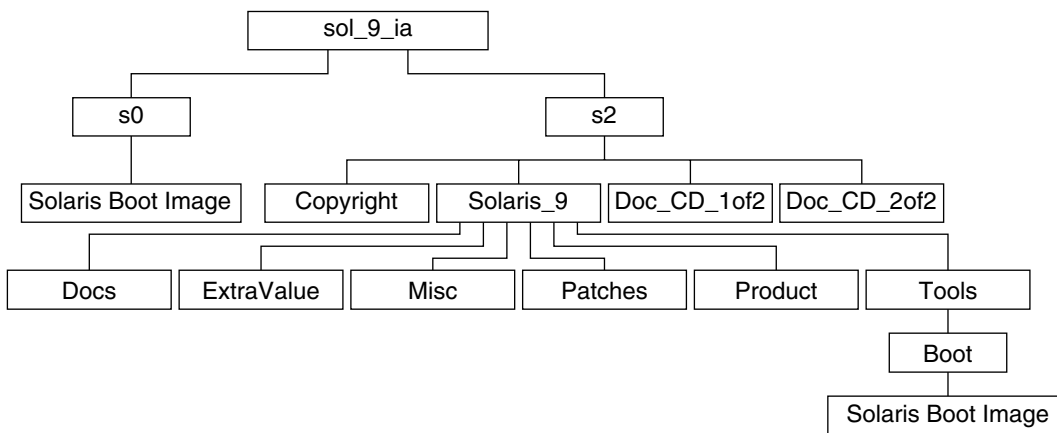 sol_9_ia
s0
s2
Solaris Boot Image
Copyright
Solaris_9
Doc_CD_1of2
Doc_CD_2of2
Docs
ExtraValue
Misc
Patches
Product
Tools
Boot
Solaris Boot Image